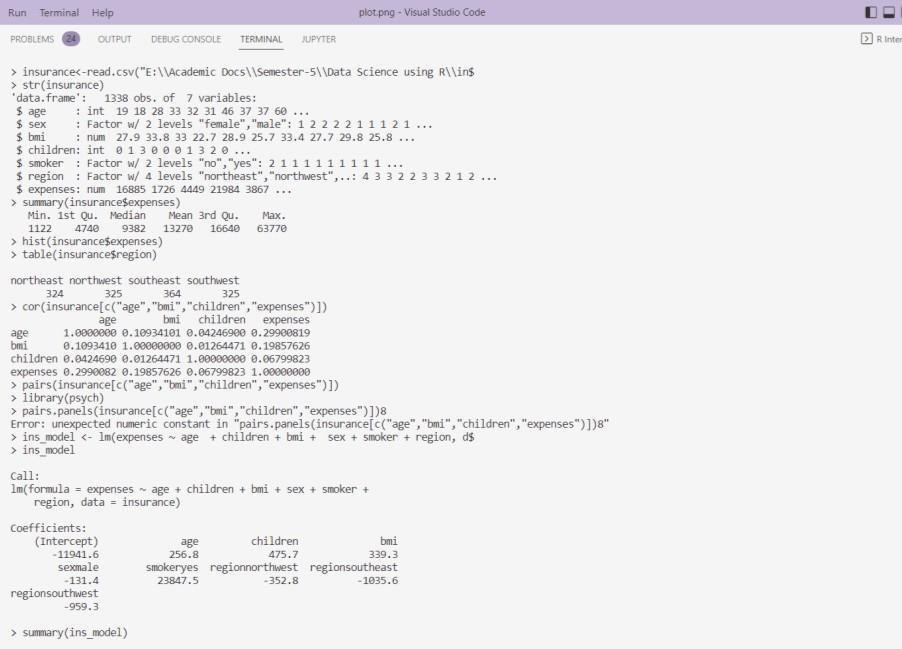 Run Terminal Help plot.png - Visual Studio Code
PROBLEMS 24 OUTPUT DEBUG CONSOLE TERMINAL JUPYTER R Inter
> insurance<-read.csv("E:\\Academic Docs\\Semester-5\\Data Science using R\\in$
> str(insurance)
'data.frame':   1338 obs. of  7 variables:
 $ age     : int  19 18 28 33 32 31 46 37 37 60 ...
 $ sex     : Factor w/ 2 levels "female","male": 1 2 2 2 2 1 1 1 2 1 ...
 $ bmi     : num  27.9 33.8 33 22.7 28.9 25.7 33.4 27.7 29.8 25.8 ...
 $ children: int  0 1 3 0 0 0 1 3 2 0 ...
 $ smoker  : Factor w/ 2 levels "no","yes": 2 1 1 1 1 1 1 1 1 1 ...
 $ region  : Factor w/ 4 levels "northeast","northwest",..: 4 3 3 2 2 3 3 2 1 2 ...
 $ expenses: num  16885 1726 4449 21984 3867 ...
> summary(insurance$expenses)
   Min. 1st Qu.  Median    Mean 3rd Qu.    Max.
   1122    4740    9382   13270   16640   63770
> hist(insurance$expenses)
> table(insurance$region)
northeast northwest southeast southwest
      324       325       364       325
> cor(insurance[c("age","bmi","children","expenses")])
               age        bmi   children   expenses
age      1.0000000 0.10934101 0.04246900 0.29900819
bmi      0.1093410 1.00000000 0.01264471 0.19857626
children 0.0424690 0.01264471 1.00000000 0.06799823
expenses 0.2990082 0.19857626 0.06799823 1.00000000
> pairs(insurance[c("age","bmi","children","expenses")])
> library(psych)
> pairs.panels(insurance[c("age","bmi","children","expenses")])8
Error: unexpected numeric constant in "pairs.panels(insurance[c("age","bmi","children","expenses")])8"
> ins_model <- lm(expenses ~ age  + children + bmi +  sex + smoker + region, d$
> ins_model
Call:
lm(formula = expenses ~ age + children + bmi + sex + smoker +
    region, data = insurance)
Coefficients:
    (Intercept)              age         children              bmi
       -11941.6            256.8            475.7            339.3
        sexmale        smokeryes  regionnorthwest  regionsoutheast
         -131.4          23847.5           -352.8          -1035.6
regionsouthwest
         -959.3
> summary(ins_model)